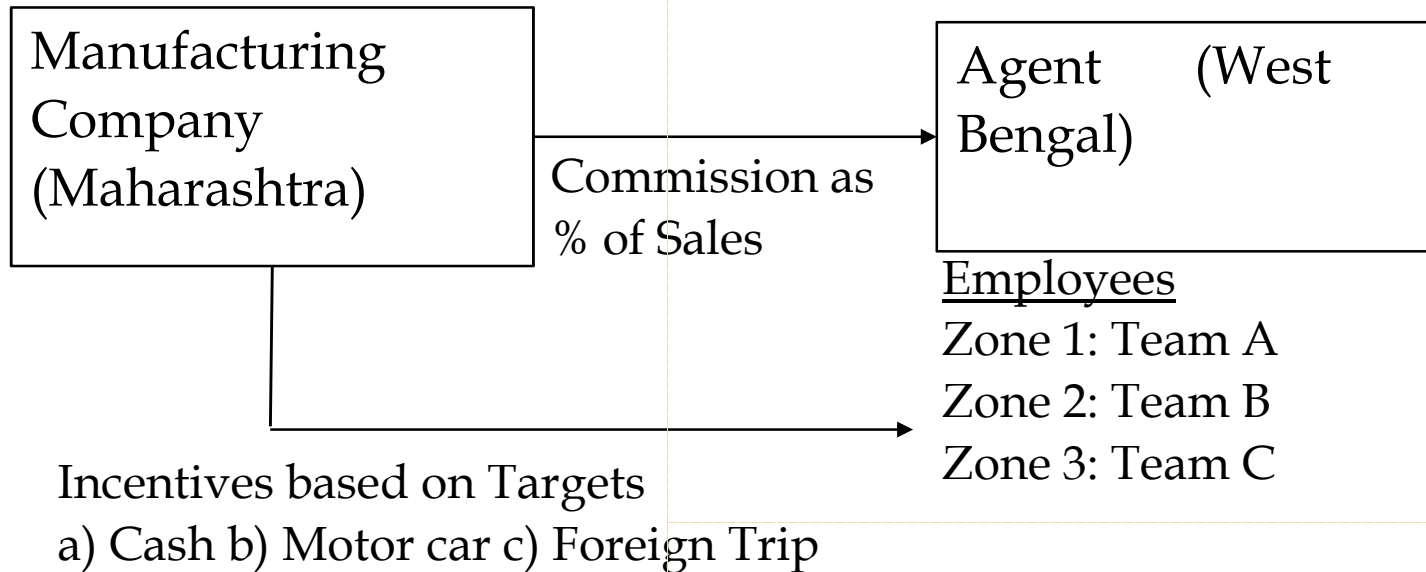 Manufacturing
Company
(Maharashtra)
Agent (West
Bengal)
Commission as
% of Sales
Employees
Zone 1: Team A
Zone 2: Team B
Zone 3: Team C
Incentives based on Targets
a) Cash b) Motor car c) Foreign Trip